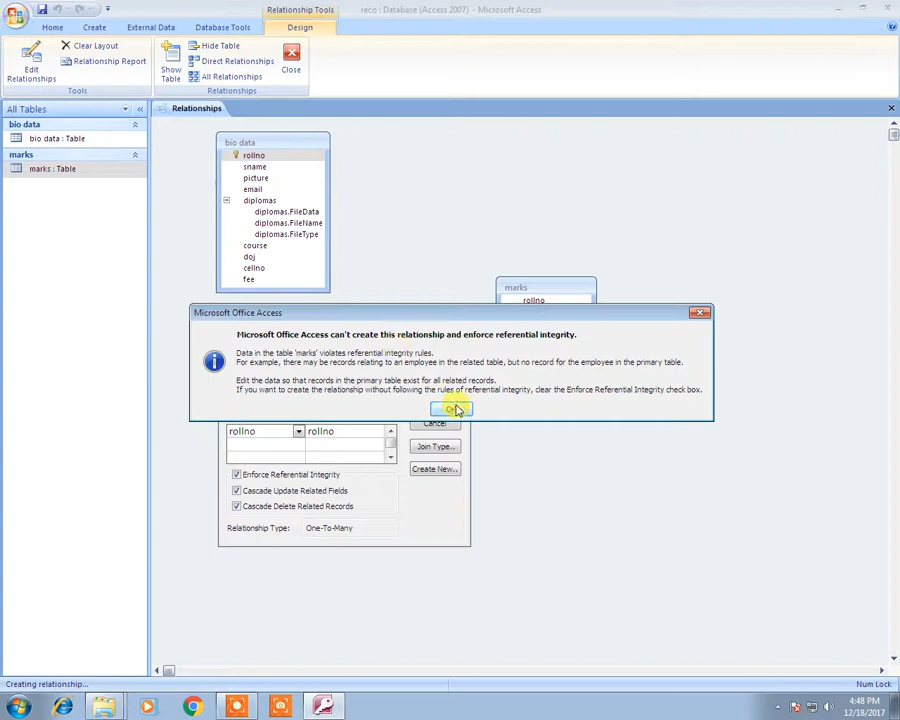 Relationship Tools
reco : Database (Access 2007) - Microsoft Access
Home Create External Data Database Tools Design
Edit Relationships
Clear Layout
Relationship Report
Tools
Show Table
Hide Table
Direct Relationships
All Relationships
Close
Relationships
All Tables
bio data
bio data : Table
marks
marks : Table
Relationships
bio data
rollno
sname
picture
email
diplomas
diplomas.FileData
diplomas.FileName
diplomas.FileType
course
doj
cellno
fee
marks
rollno
Microsoft Office Access
Microsoft Office Access can't create this relationship and enforce referential integrity.
Data in the table 'marks' violates referential integrity rules.
For example, there may be records relating to an employee in the related table, but no record for the employee in the primary table.
Edit the data so that records in the primary table exist for all related records.
If you want to create the relationship without following the rules of referential integrity, clear the Enforce Referential Integrity check box.
Cancel
rollno rollno
Join Type..
Create New..
Enforce Referential Integrity
Cascade Update Related Fields
Cascade Delete Related Records
Relationship Type: One-To-Many
Creating relationship...
Num Lock
4:48 PM
12/18/2017